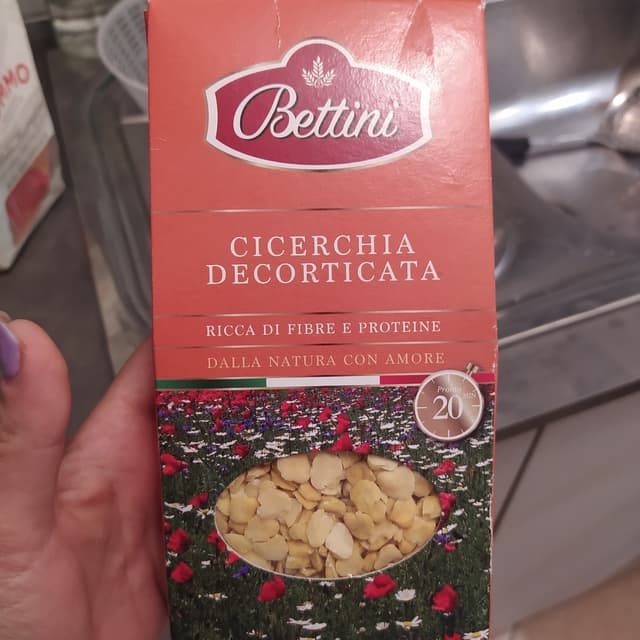 Bettini
CICERCHIA
DECORTICATA
RICCA DI FIBRE E PROTEINE
DALLA NATURA CON AMORE
20